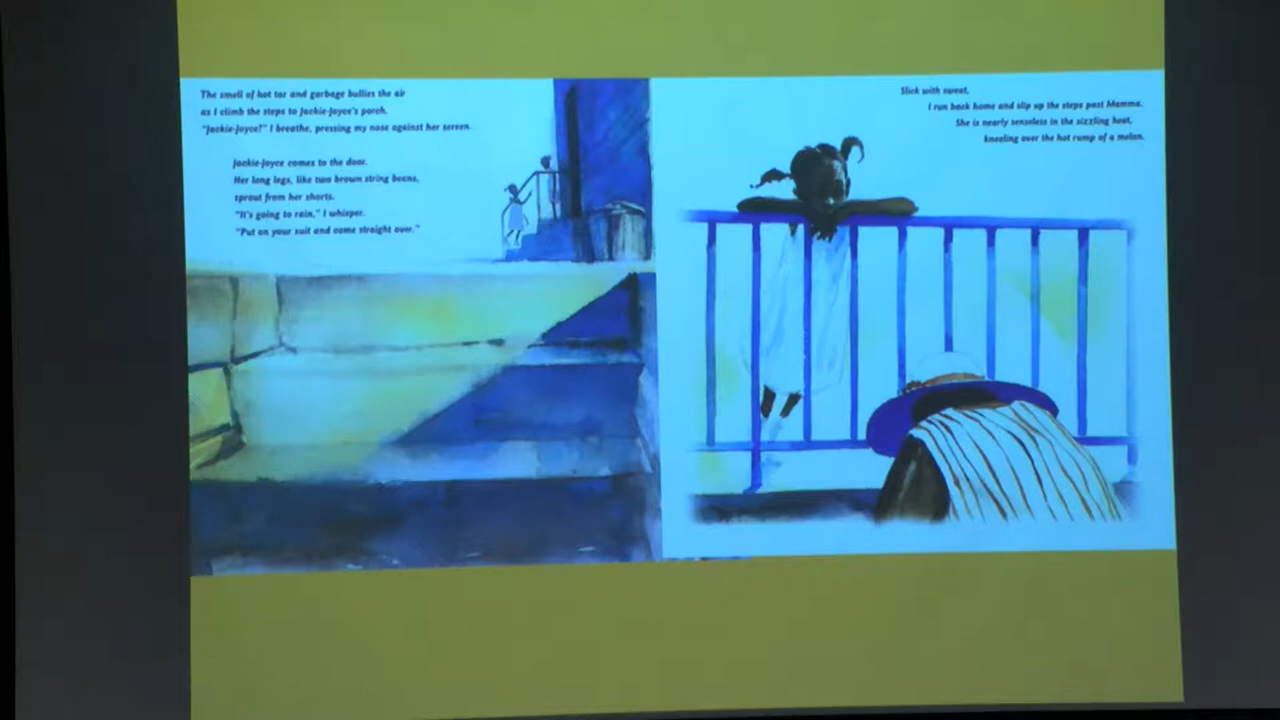 The smell of hot tar and garbage bullies the air
as I climb the steps to Jackie-Joyce's porch.
"Jackie-Joyce?" I breathe, pressing my nose against her screen.
Jackie-Joyce comes to the door.
Her long legs, like two brown string beans,
sprout from her shorts.
"It's going to rain," I whisper.
"Put on your suit and come straight over."
Slick with sweat,
I run back home and slip up the steps past Mamma.
She is nearly senseless in the sizzling heat,
kneeling over the hot rump of a melon.